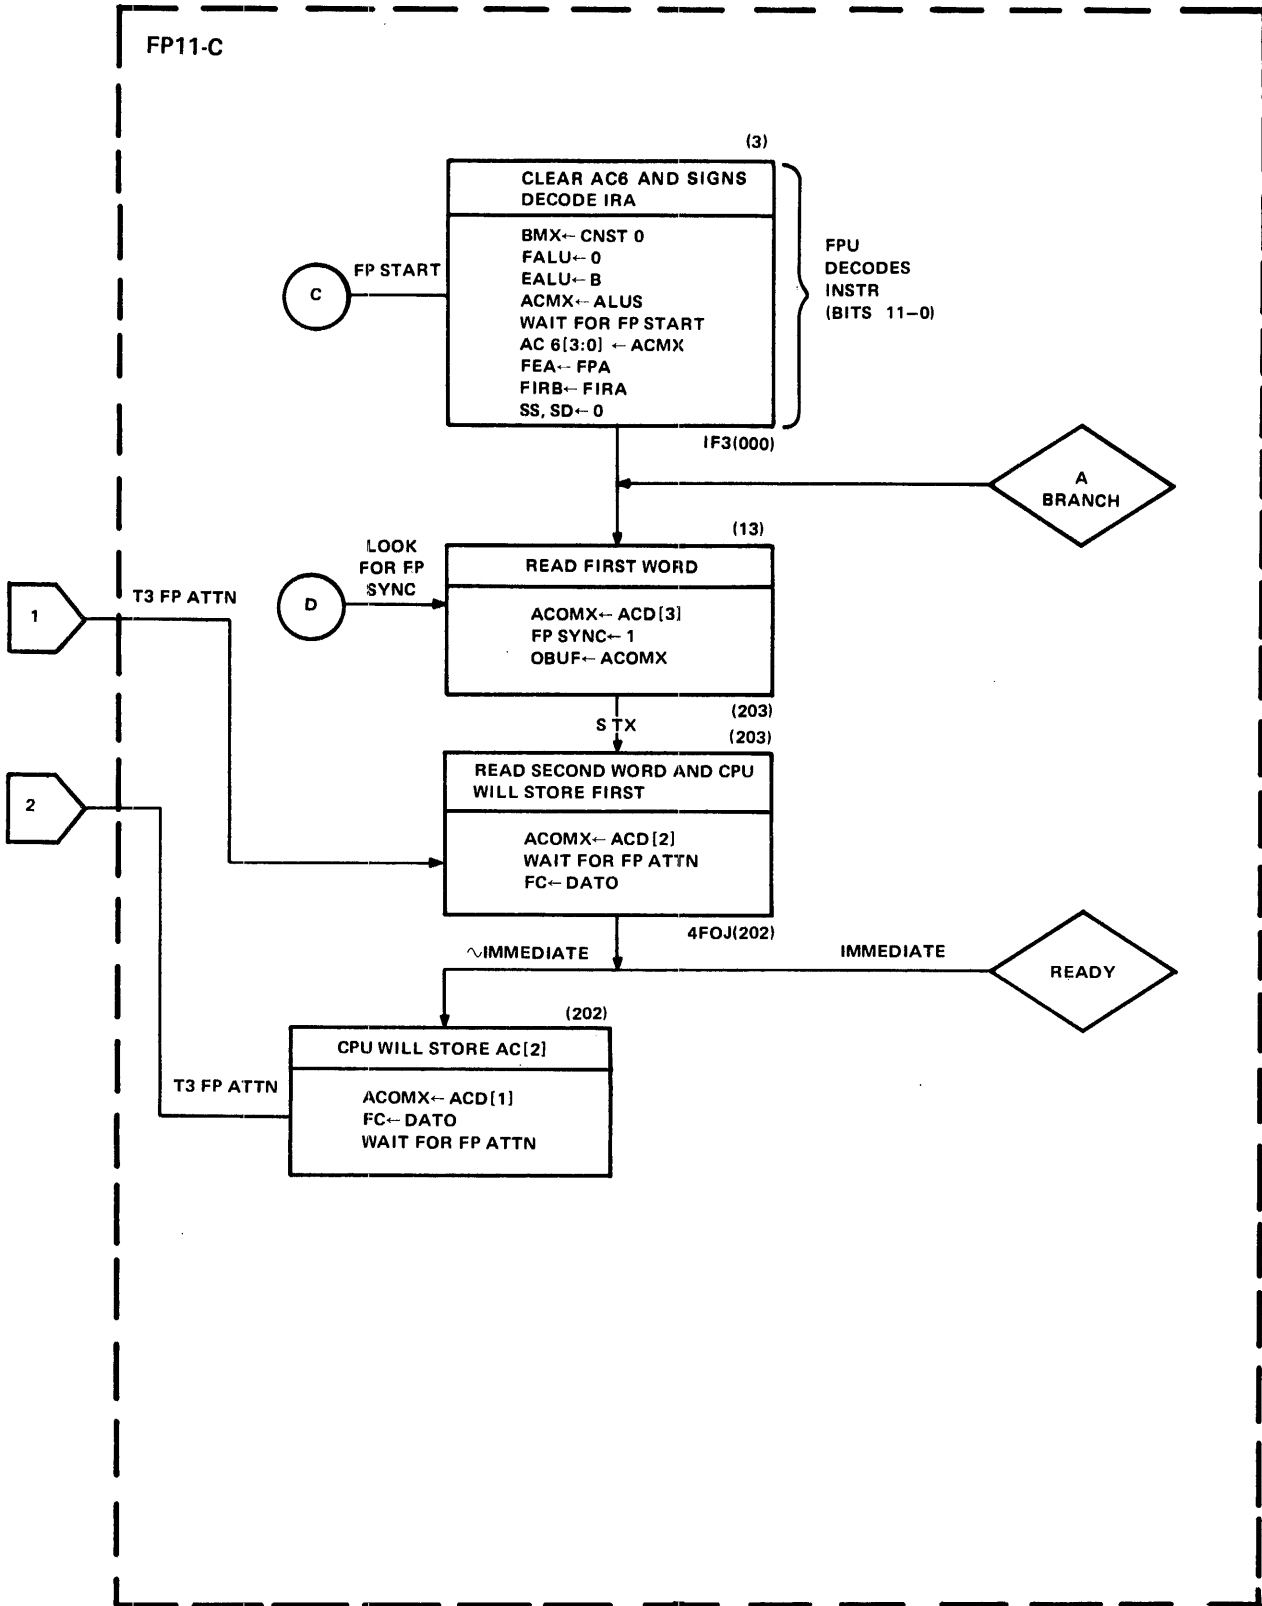 FP11-C
(3)
CLEAR AC6 AND SIGNS
DECODE IRA
BMX← CNST 0
FALU← 0
EALU← B
ACMX← ALUS
WAIT FOR FP START
AC 6[3:0] ← ACMX
FEA← FPA
FIRB← FIRA
SS, SD← 0
FPU
DECODES
INSTR
(BITS 11–0)
C
FP START
IF3(000)
A
BRANCH
(13)
LOOK
FOR FP
SYNC
D
READ FIRST WORD
ACOMX← ACD[3]
FP SYNC← 1
OBUF← ACOMX
1
T3 FP ATTN
(203)
STX
(203)
READ SECOND WORD AND CPU
WILL STORE FIRST
ACOMX← ACD[2]
WAIT FOR FP ATTN
FC← DATO
2
4FOJ(202)
~IMMEDIATE
IMMEDIATE
READY
(202)
CPU WILL STORE AC[2]
ACOMX← ACD[1]
FC← DATO
WAIT FOR FP ATTN
T3 FP ATTN